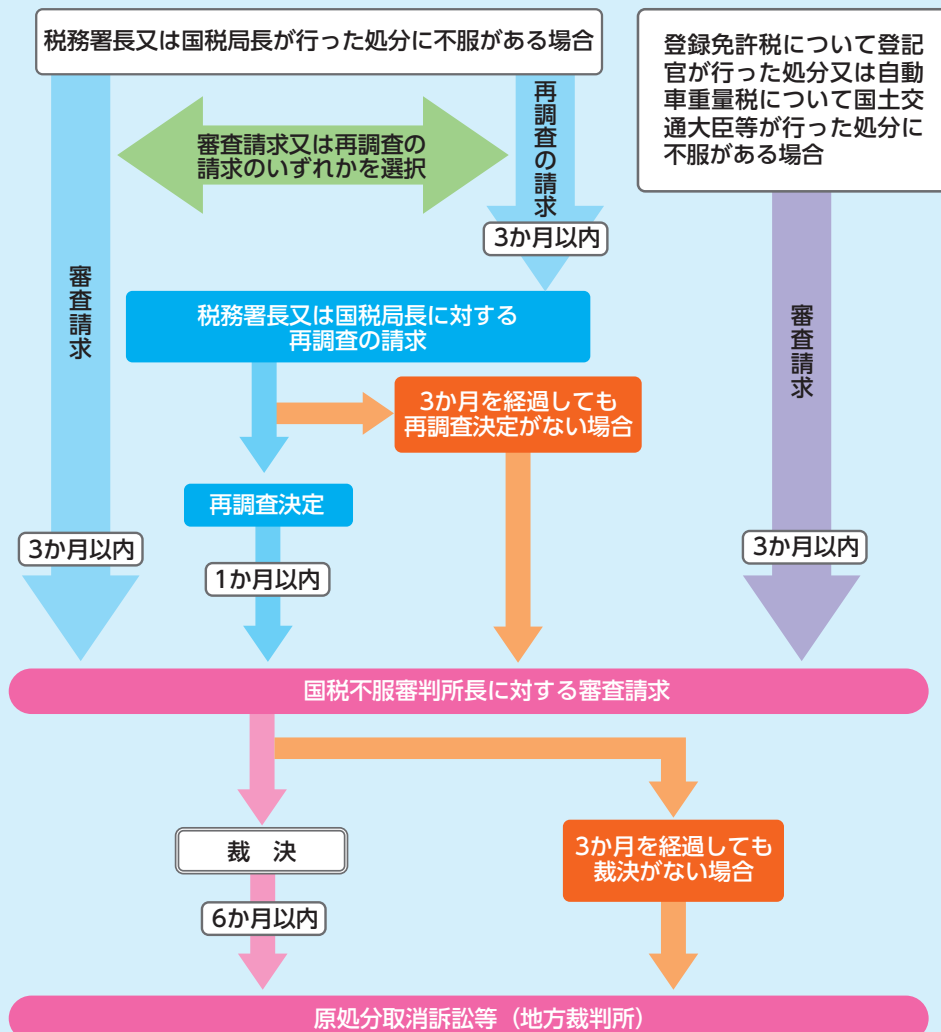 税務署長又は国税局長が行った処分に不服がある場合
登録免許税について登記
官が行った処分又は自動
車重量税について国土交
通大臣等が行った処分に
不服がある場合
審査請求又は再調査の
請求のいずれかを選択
再調査の請求
3か月以内
審査請求
税務署長又は国税局長に対する
再調査の請求
審査請求
3か月を経過しても
再調査決定がない場合
再調査決定
3か月以内
1か月以内
3か月以内
国税不服審判所長に対する審査請求
裁　決
3か月を経過しても
裁決がない場合
6か月以内
原処分取消訴訟等（地方裁判所）